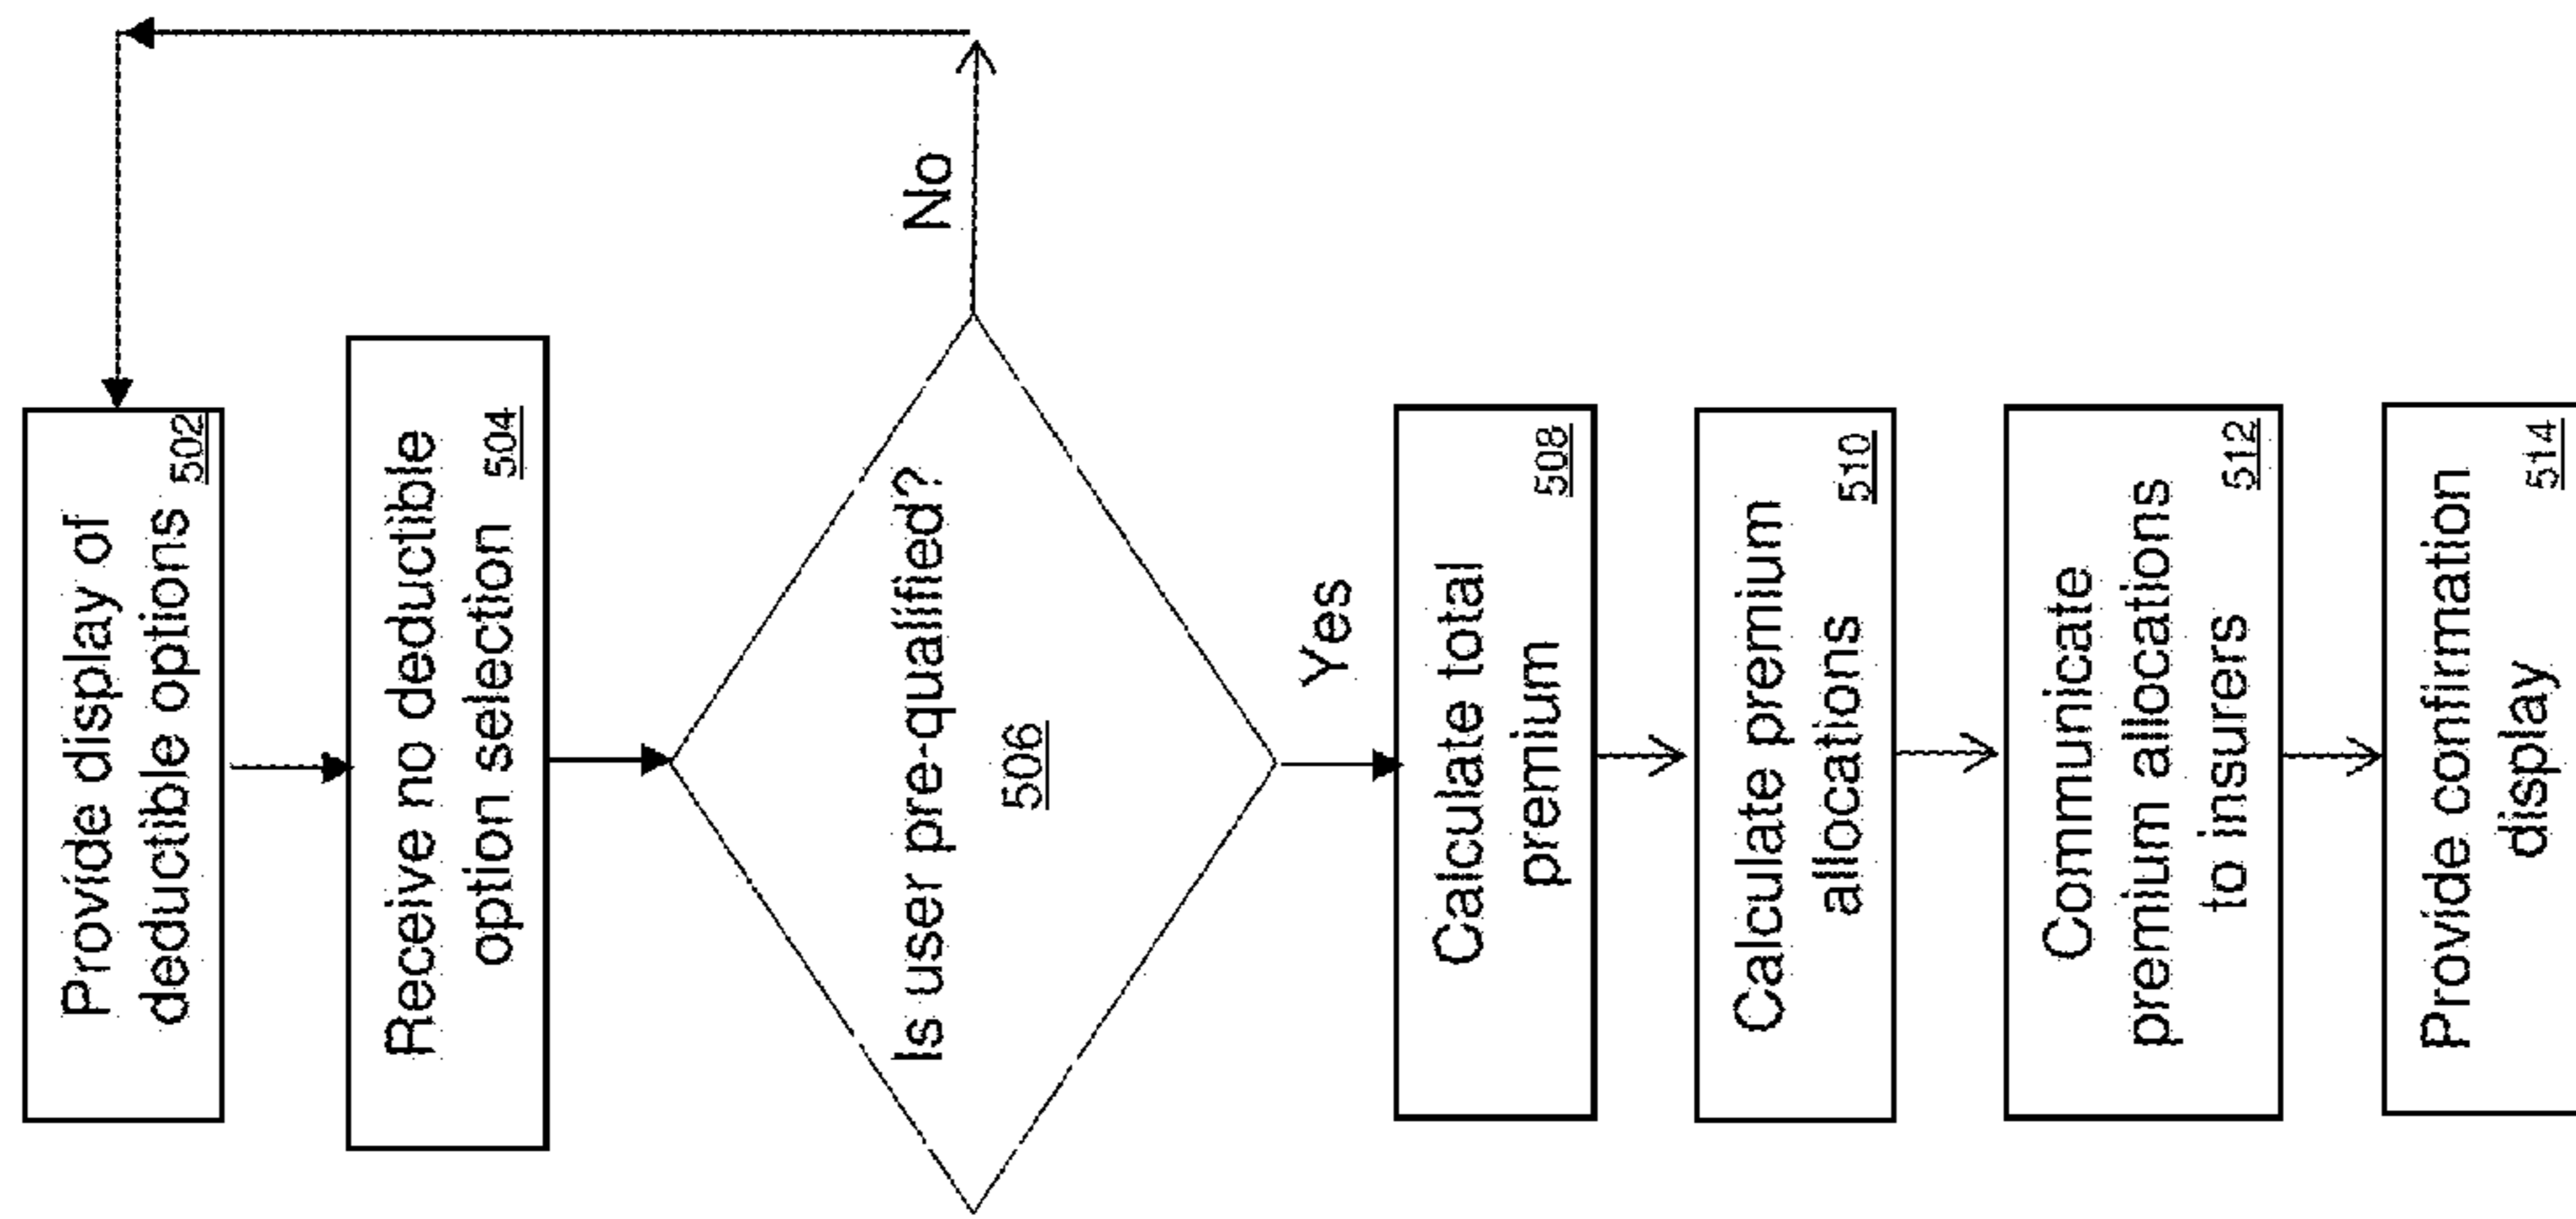 Provide display of
deductible options
502
Receive no deductible
option selection
504
Is user pre-qualified?
506
No
Yes
Calculate total
premium
508
Calculate premium
allocations
510
Communicate
premium allocations
to insurers
512
Provide confirmation
display
514